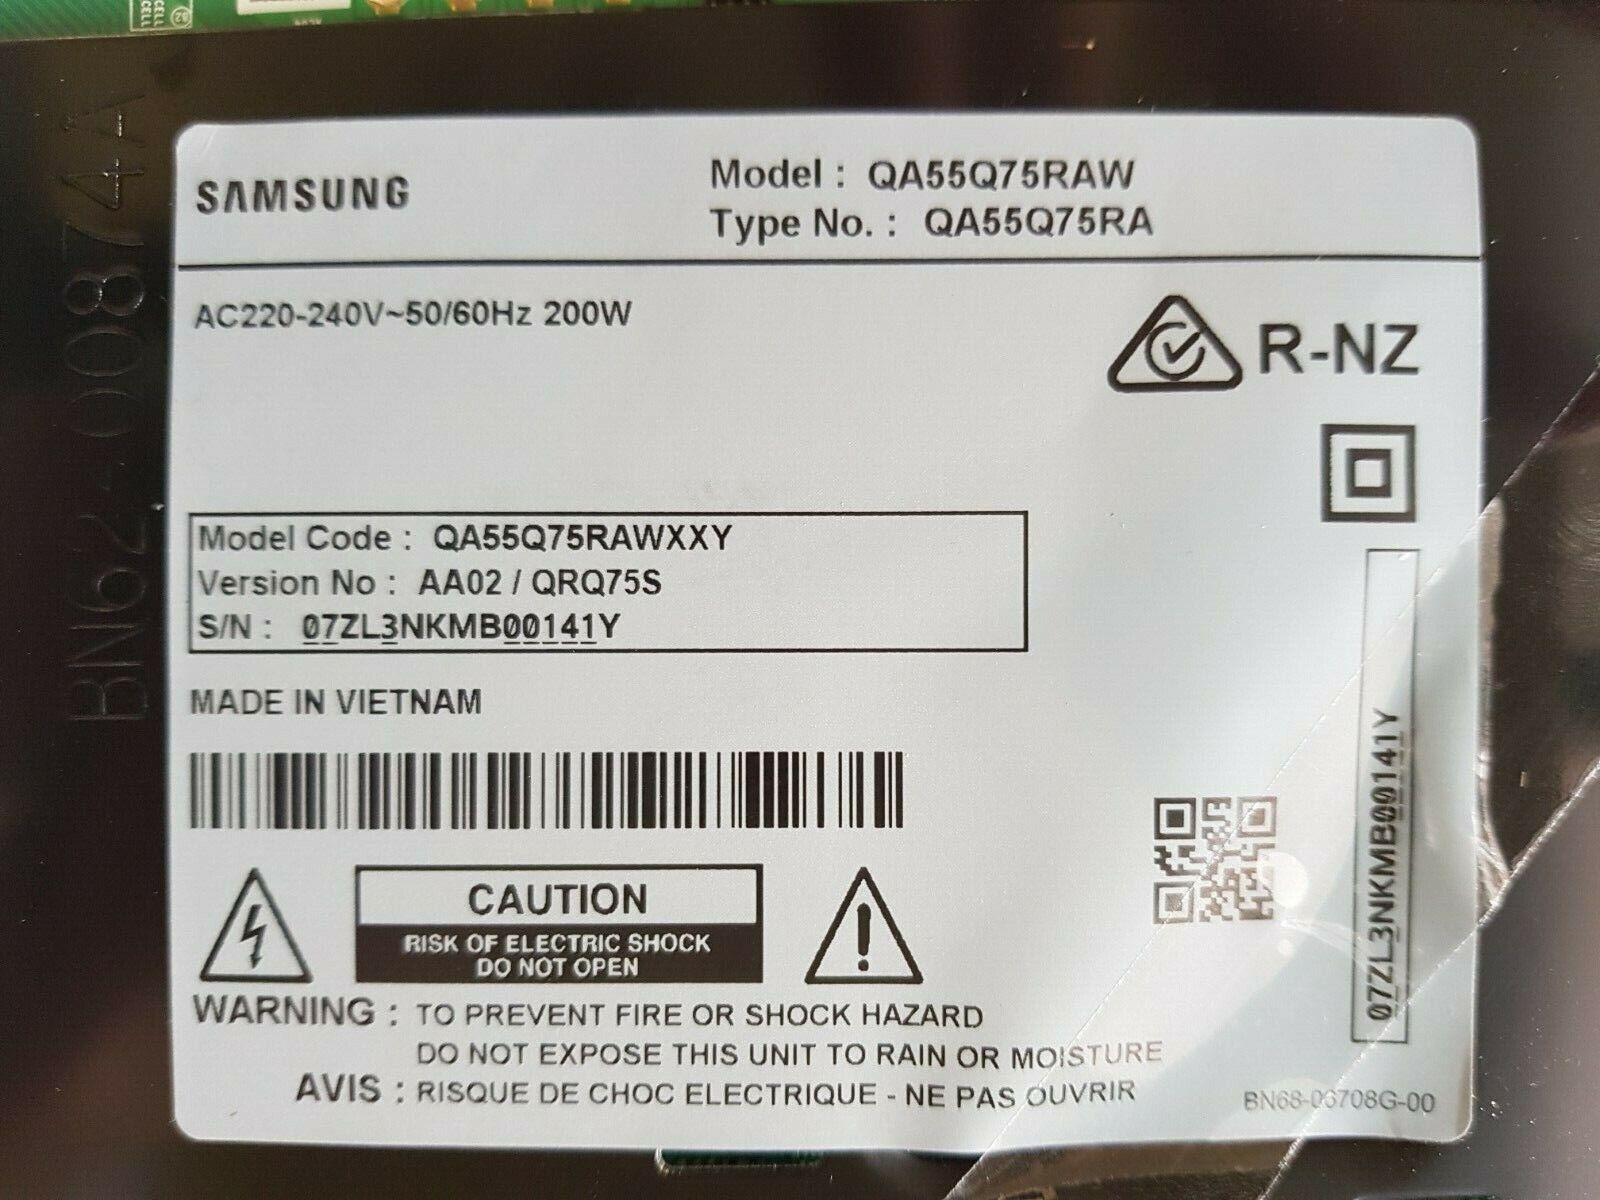 SAMSUNG
Model : QA55Q75RAW
Type No. : QA55Q75RA
AC220-240V~50/60Hz 200W
R-NZ
Model Code : QA55Q75RAWXXY
Version No : AA02 / QRQ75S
S/N : 07ZL3NKMB00141Y
MADE IN VIETNAM
07ZL3NKMB00141Y
CAUTION
RISK OF ELECTRIC SHOCK
DO NOT OPEN
WARNING : TO PREVENT FIRE OR SHOCK HAZARD
DO NOT EXPOSE THIS UNIT TO RAIN OR MOISTURE
AVIS : RISQUE DE CHOC ELECTRIQUE - NE PAS OUVRIR
BN68-03708G-00
BN62-00874A
CELL
CELL